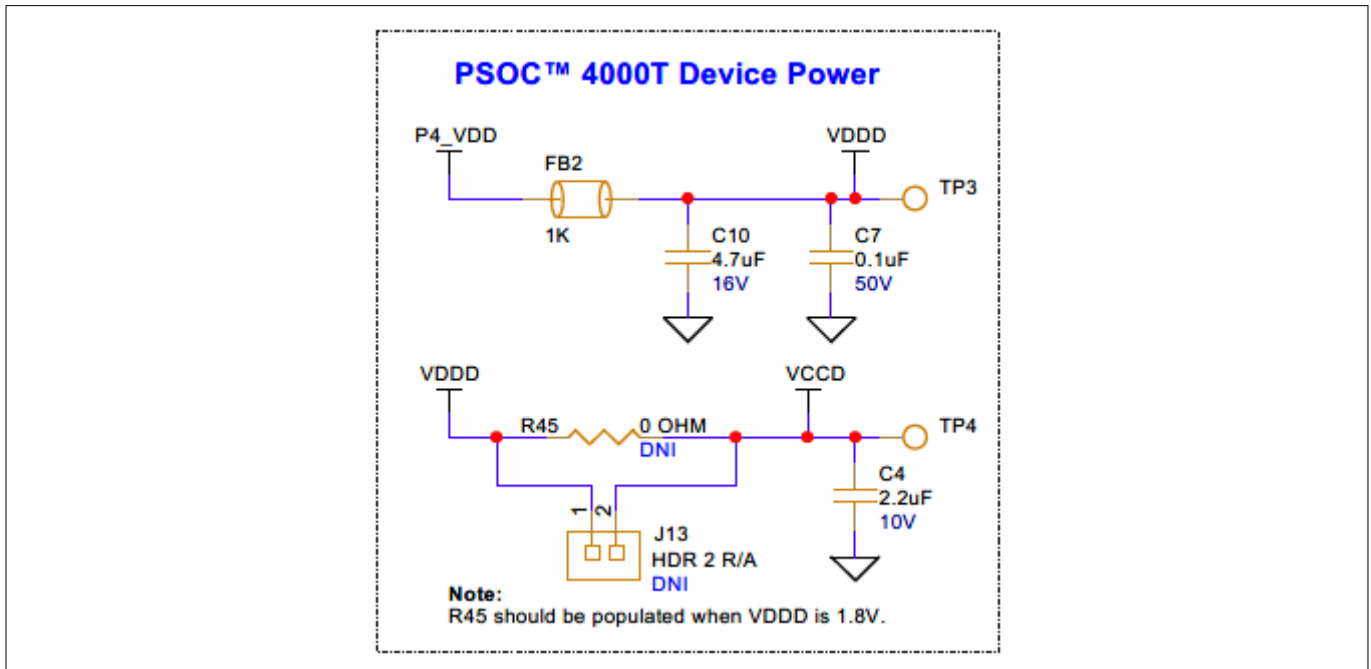 PSOC™ 4000T Device Power
P4_VDD
VDDD
FB2
TP3
1K
C10
4.7uF
16V
C7
0.1uF
50V
VDDD
VCCD
R45
0 OHM
DNI
TP4
C4
2.2uF
10V
1
2
J13
HDR 2 R/A
DNI
Note:
R45 should be populated when VDDD is 1.8V.